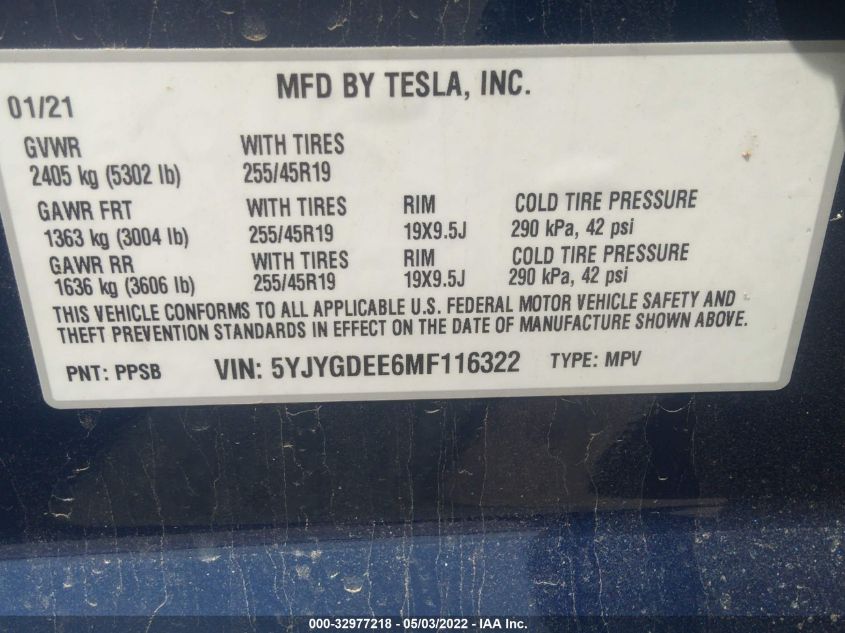 MFD BY TESLA, INC.
01/21
GVWR WITH TIRES
2405 kg (5302 lb) 255/45R19
GAWR FRT WITH TIRES RIM COLD TIRE PRESSURE
1363 kg (3004 lb) 255/45R19 19X9.5J 290 kPa, 42 psi
GAWR RR WITH TIRES RIM COLD TIRE PRESSURE
1636 kg (3606 lb) 255/45R19 19X9.5J 290 kPa, 42 psi
THIS VEHICLE CONFORMS TO ALL APPLICABLE U.S. FEDERAL MOTOR VEHICLE SAFETY AND
THEFT PREVENTION STANDARDS IN EFFECT ON THE DATE OF MANUFACTURE SHOWN ABOVE.
PNT: PPSB VIN: 5YJYGDEE6MF116322 TYPE: MPV
000-32977218 - 05/03/2022 - IAA Inc.